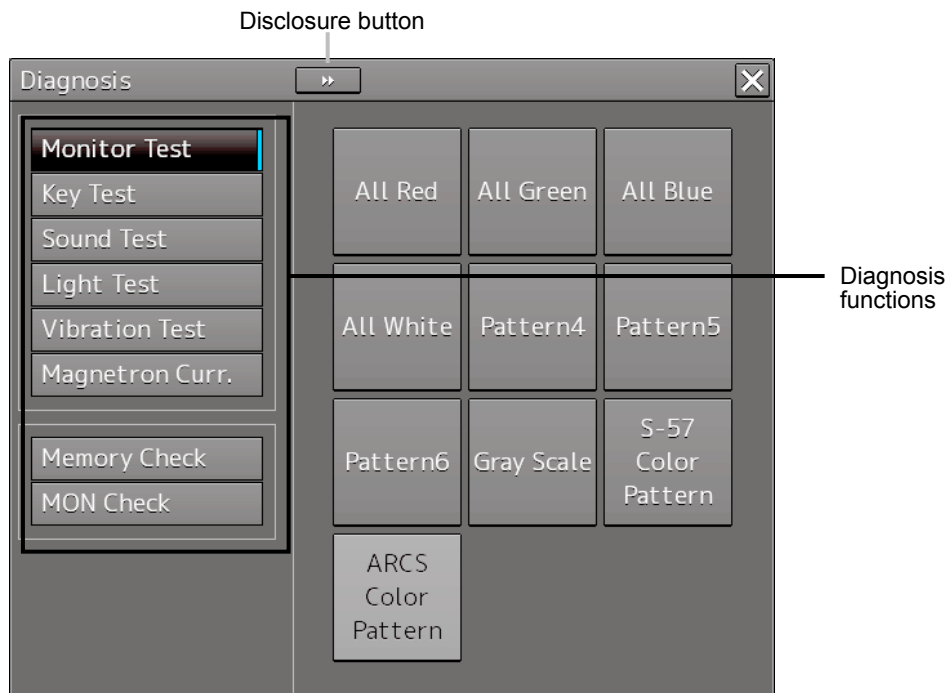 Disclosure button
Diagnosis
Monitor Test
Key Test
Sound Test
Light Test
Vibration Test
Magnetron Curr.
Memory Check
MON Check
All Red
All Green
All Blue
All White
Pattern4
Pattern5
Pattern6
Gray Scale
S-57
Color
Pattern
ARCS
Color
Pattern
Diagnosis
functions